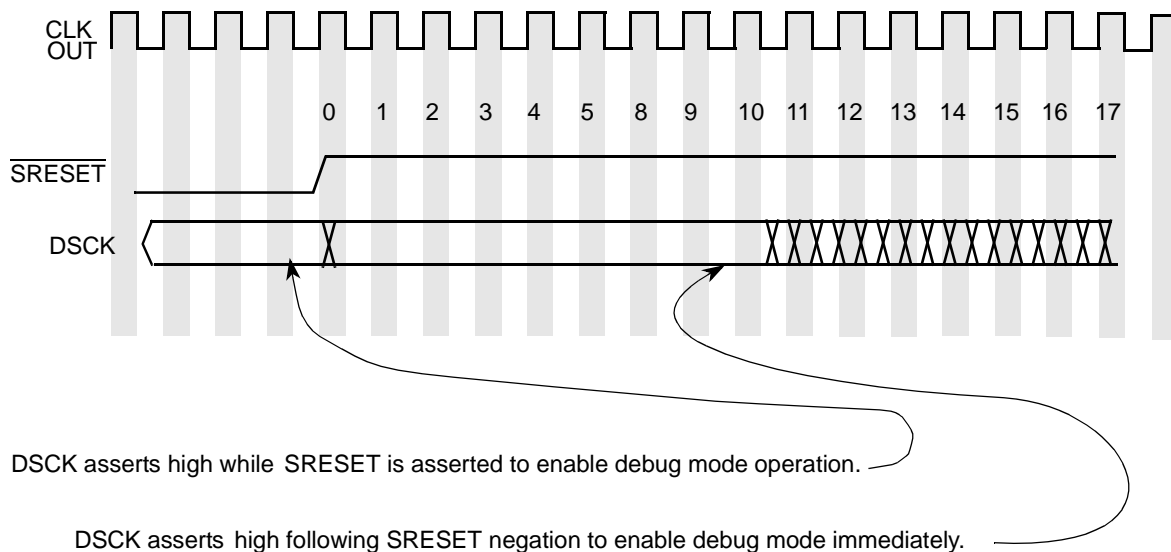 CLK
OUT
0 1 2 3 4 5 8 9 10 11 12 13 14 15 16 17
SRESET
DSCK
DSCK asserts high while SRESET is asserted to enable debug mode operation.
DSCK asserts high following SRESET negation to enable debug mode immediately.